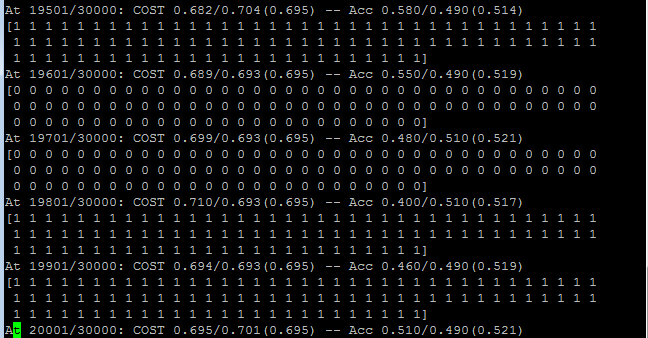 At 19501/30000: COST 0.682/0.704(0.695) -- Acc 0.580/0.490(0.514)
[1 1 1 1 1 1 1 1 1 1 1 1 1 1 1 1 1 1 1 1 1 1 1 1 1 1 1 1 1 1 1 1 1 1 1 1 1
1 1 1 1 1 1 1 1 1 1 1 1 1 1 1 1 1 1 1 1 1 1 1 1 1 1 1 1 1 1 1 1 1 1 1 1 1
1 1 1 1 1 1 1 1 1 1 1 1 1 1 1 1 1 1 1 1 1 1 1 1 1 1]
At 19601/30000: COST 0.689/0.693(0.695) -- Acc 0.550/0.490(0.519)
[0 0 0 0 0 0 0 0 0 0 0 0 0 0 0 0 0 0 0 0 0 0 0 0 0 0 0 0 0 0 0 0 0 0 0 0 0
0 0 0 0 0 0 0 0 0 0 0 0 0 0 0 0 0 0 0 0 0 0 0 0 0 0 0 0 0 0 0 0 0 0 0 0 0
0 0 0 0 0 0 0 0 0 0 0 0 0 0 0 0 0 0 0 0 0 0 0 0 0 0]
At 19701/30000: COST 0.699/0.693(0.695) -- Acc 0.480/0.510(0.521)
[0 0 0 0 0 0 0 0 0 0 0 0 0 0 0 0 0 0 0 0 0 0 0 0 0 0 0 0 0 0 0 0 0 0 0 0 0
0 0 0 0 0 0 0 0 0 0 0 0 0 0 0 0 0 0 0 0 0 0 0 0 0 0 0 0 0 0 0 0 0 0 0 0 0
0 0 0 0 0 0 0 0 0 0 0 0 0 0 0 0 0 0 0 0 0 0 0 0 0 0]
At 19801/30000: COST 0.710/0.693(0.695) -- Acc 0.400/0.510(0.517)
[1 1 1 1 1 1 1 1 1 1 1 1 1 1 1 1 1 1 1 1 1 1 1 1 1 1 1 1 1 1 1 1 1 1 1 1 1
1 1 1 1 1 1 1 1 1 1 1 1 1 1 1 1 1 1 1 1 1 1 1 1 1 1 1 1 1 1 1 1 1 1 1 1 1
1 1 1 1 1 1 1 1 1 1 1 1 1 1 1 1 1 1 1 1 1 1 1 1 1 1]
At 19901/30000: COST 0.694/0.693(0.695) -- Acc 0.460/0.490(0.519)
[1 1 1 1 1 1 1 1 1 1 1 1 1 1 1 1 1 1 1 1 1 1 1 1 1 1 1 1 1 1 1 1 1 1 1 1 1
1 1 1 1 1 1 1 1 1 1 1 1 1 1 1 1 1 1 1 1 1 1 1 1 1 1 1 1 1 1 1 1 1 1 1 1 1
1 1 1 1 1 1 1 1 1 1 1 1 1 1 1 1 1 1 1 1 1 1 1 1 1 1]
At 20001/30000: COST 0.695/0.701(0.695) -- Acc 0.510/0.490(0.521)